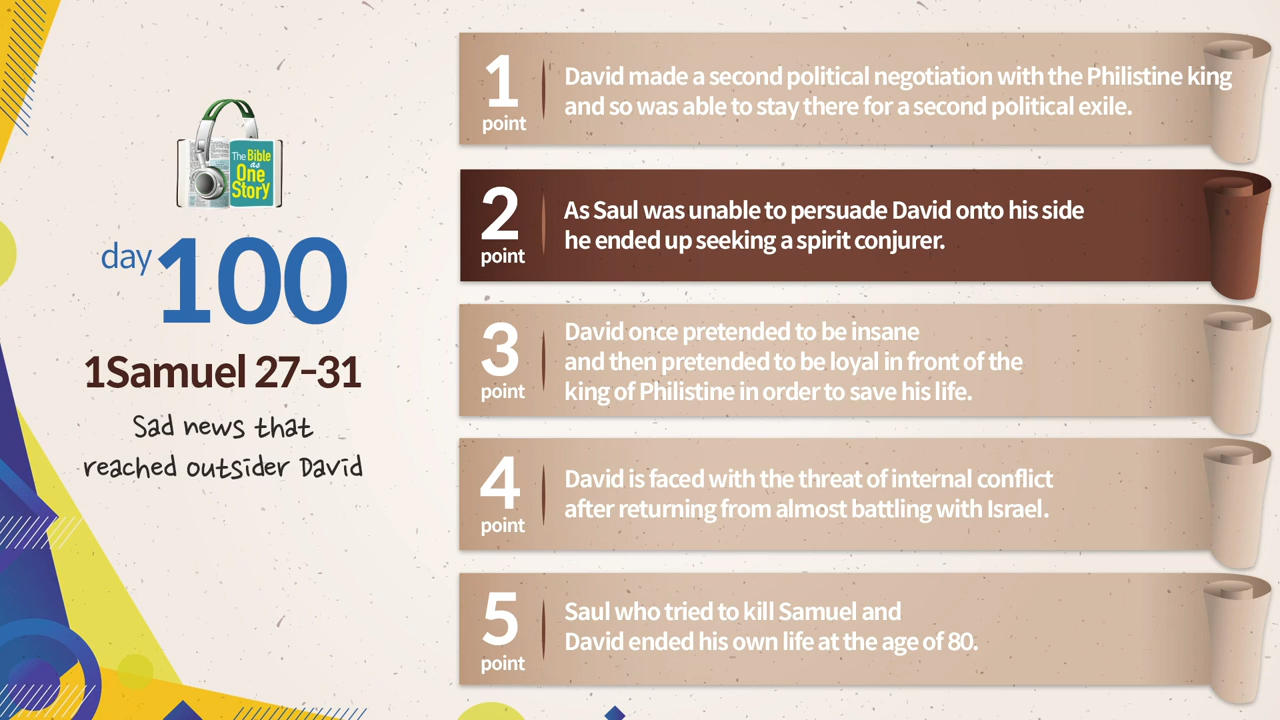 The Bible
as
One
Story
day 100
1Samuel 27-31
Sad news that
reached outsider David
1
point
David made a second political negotiation with the Philistine king
and so was able to stay there for a second political exile.
2
point
As Saul was unable to persuade David onto his side
he ended up seeking a spirit conjurer.
3
point
David once pretended to be insane
and then pretended to be loyal in front of the
king of Philistine in order to save his life.
4
point
David is faced with the threat of internal conflict
after returning from almost battling with Israel.
5
point
Saul who tried to kill Samuel and
David ended his own life at the age of 80.